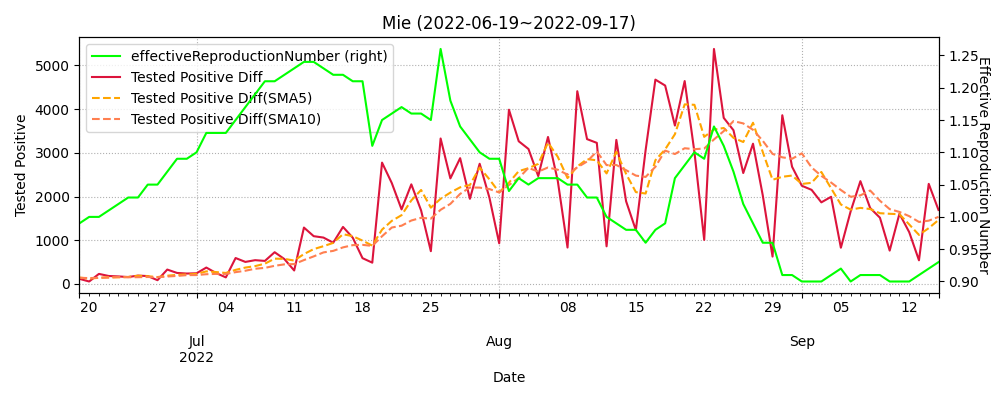 Mie (2022-06-19~2022-09-17)
effectiveReproductionNumber (right)
Tested Positive Diff
Tested Positive Diff(SMA5)
Tested Positive Diff(SMA10)
Tested Positive
5000
4000
3000
2000
1000
0
1.25
1.20
1.15
1.10
1.05
1.00
0.95
0.90
Effective Reproduction Number
20 27 04 11 18 25 08 15 22 29 05 12
Jul Aug Sep
2022
Date